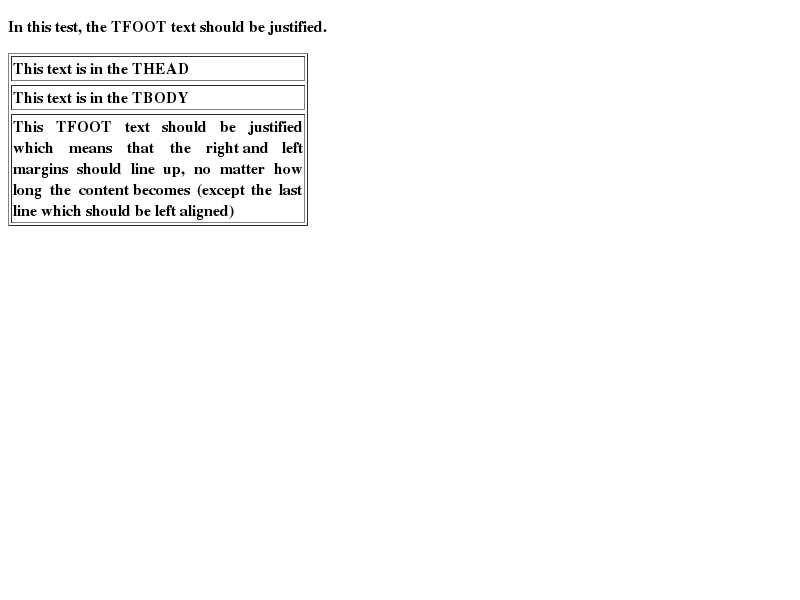 In this test, the TFOOT text should be justified.
This text is in the THEAD
This text is in the TBODY
This TFOOT text should be justified
which means that the right and left
margins should line up, no matter how
long the content becomes (except the last
line which should be left aligned)